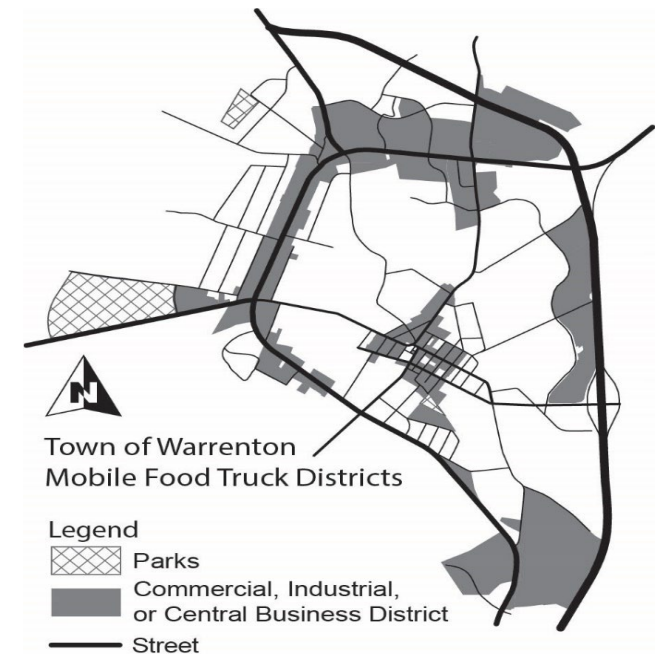 N
Town of Warrenton
Mobile Food Truck Districts
Legend
Parks
Commercial, Industrial,
or Central Business District
Street